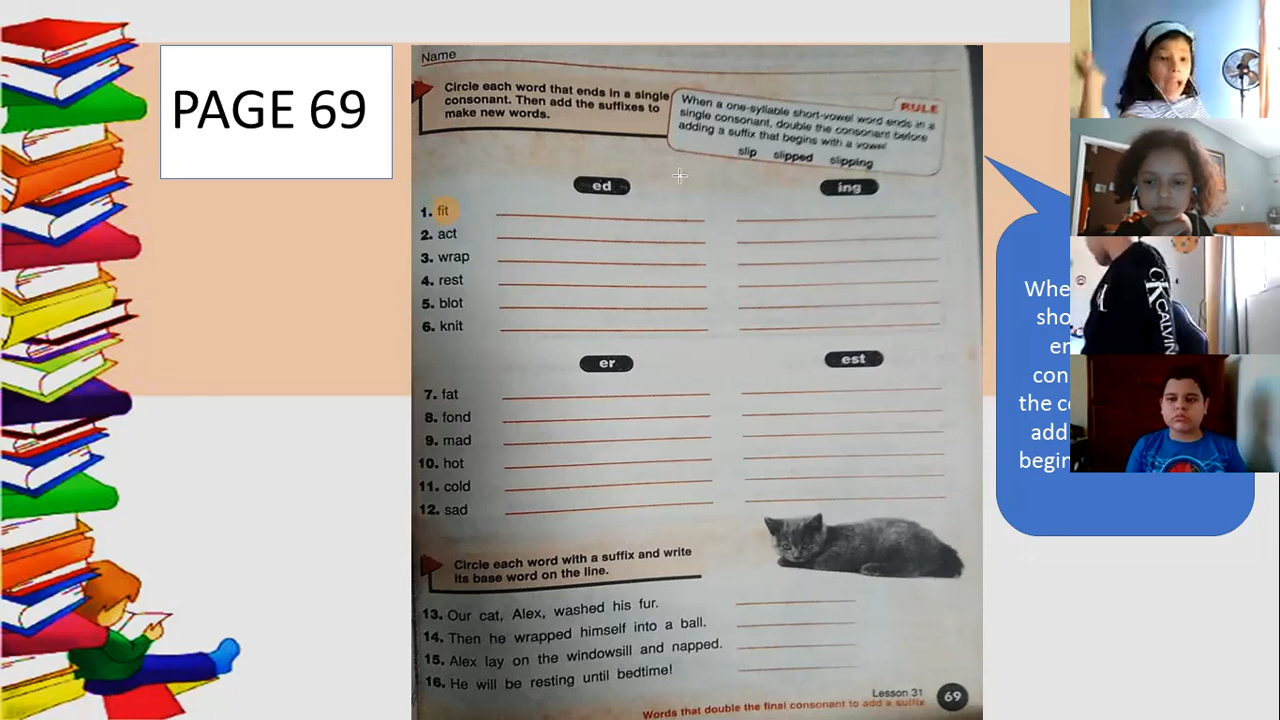 PAGE 69
Name
Circle each word that ends in a single
consonant. Then add the suffixes to
make new words.
RULE
When a one-syllable short-vowel word ends in a
single consonant, double the consonant before
adding a suffix that begins with a vowel
slip slipped slipping
ed ing
1. fit
2. act
3. wrap
4. rest
5. blot
6. knit
er est
7. fat
8. fond
9. mad
10. hot
11. cold
12. sad
Circle each word with a suffix and write
its base word on the line.
13. Our cat, Alex, washed his fur.
14. Then he wrapped himself into a ball.
15. Alex lay on the windowsill and napped.
16. He will be resting until bedtime!
Lesson 31 69
Words that double the final consonant to add a suffix
the
add
CK CALVIN